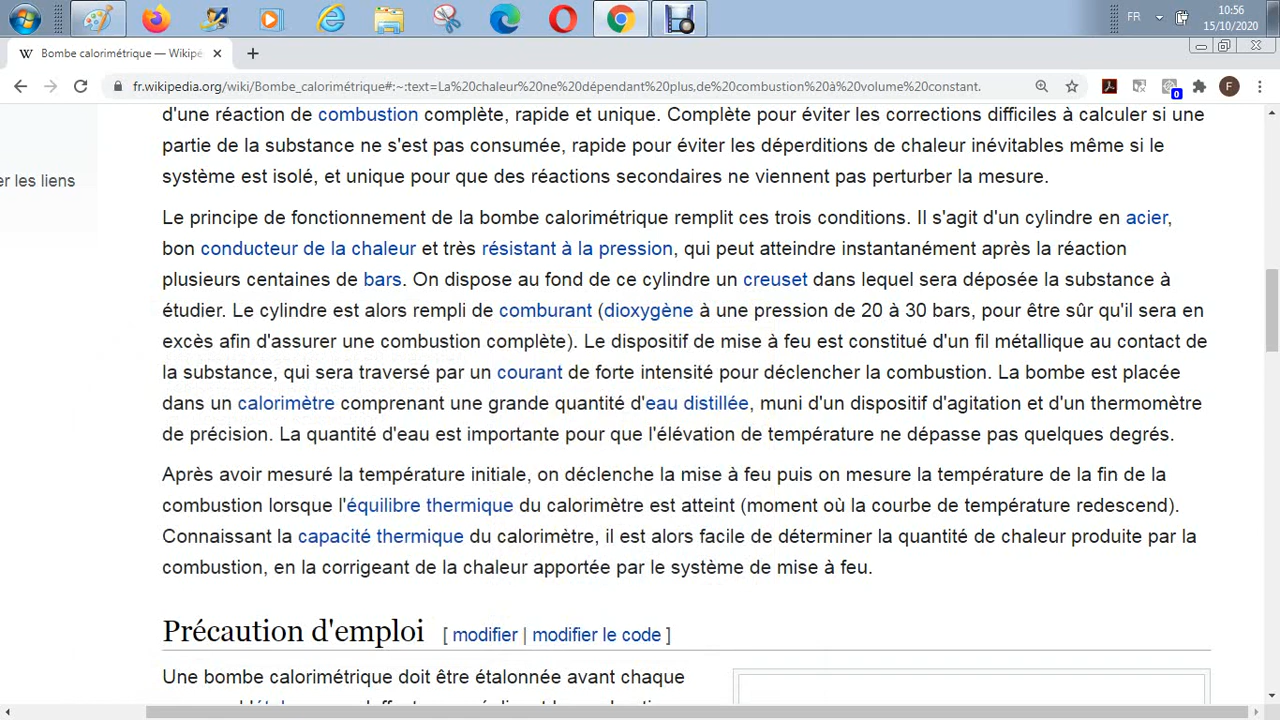 FR
10:56
15/10/2020
W Bombe calorimétrique — Wikipé
fr.wikipedia.org/wiki/Bombe_calorimétrique#:~:text=La%20chaleur%20ne%20dépendant%20plus,de%20combustion%20à%20volume%20constant.
0
F
d'une réaction de combustion complète, rapide et unique. Complète pour éviter les corrections difficiles à calculer si une
partie de la substance ne s'est pas consumée, rapide pour éviter les déperditions de chaleur inévitables même si le
er les liens
système est isolé, et unique pour que des réactions secondaires ne viennent pas perturber la mesure.
Le principe de fonctionnement de la bombe calorimétrique remplit ces trois conditions. Il s'agit d'un cylindre en acier,
bon conducteur de la chaleur et très résistant à la pression, qui peut atteindre instantanément après la réaction
plusieurs centaines de bars. On dispose au fond de ce cylindre un creuset dans lequel sera déposée la substance à
étudier. Le cylindre est alors rempli de comburant (dioxygène à une pression de 20 à 30 bars, pour être sûr qu'il sera en
excès afin d'assurer une combustion complète). Le dispositif de mise à feu est constitué d'un fil métallique au contact de
la substance, qui sera traversé par un courant de forte intensité pour déclencher la combustion. La bombe est placée
dans un calorimètre comprenant une grande quantité d'eau distillée, muni d'un dispositif d'agitation et d'un thermomètre
de précision. La quantité d'eau est importante pour que l'élévation de température ne dépasse pas quelques degrés.
Après avoir mesuré la température initiale, on déclenche la mise à feu puis on mesure la température de la fin de la
combustion lorsque l'équilibre thermique du calorimètre est atteint (moment où la courbe de température redescend).
Connaissant la capacité thermique du calorimètre, il est alors facile de déterminer la quantité de chaleur produite par la
combustion, en la corrigeant de la chaleur apportée par le système de mise à feu.
Précaution d'emploi [ modifier | modifier le code ]
Une bombe calorimétrique doit être étalonnée avant chaque